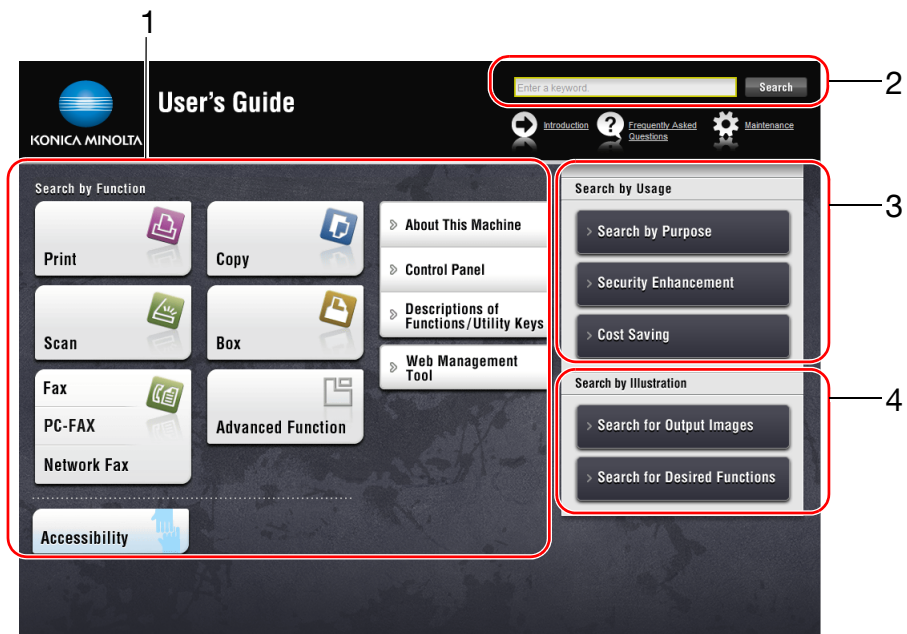 1
2
3
4
KONICA MINOLTA
User's Guide
Enter a keyword.
Search
Introduction
Frequently Asked
Questions
Maintenance
Search by Function
Print
Copy
Scan
Box
Fax
PC-FAX
Network Fax
Advanced Function
Accessibility
About This Machine
Control Panel
Descriptions of
Functions/Utility Keys
Web Management
Tool
Search by Usage
Search by Purpose
Security Enhancement
Cost Saving
Search by Illustration
Search for Output Images
Search for Desired Functions